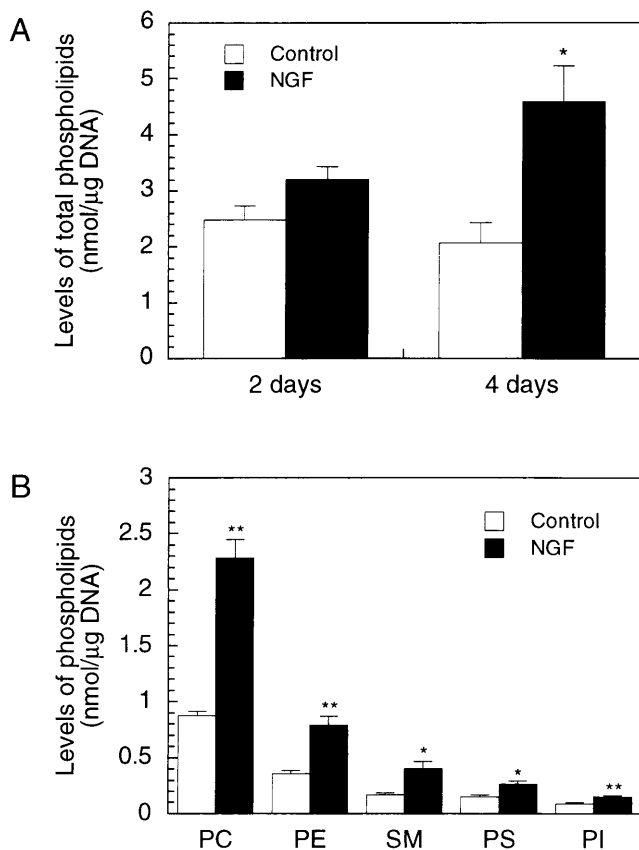 A
Levels of total phospholipids
(nmol/μg DNA)
6
5
4
3
2
1
0
Control
NGF
*
2 days
4 days
B
Levels of phospholipids
(nmol/μg DNA)
3
2.5
2
1
0.5
0
Control
NGF
**
**
*
*
**
PC
PE
SM
PS
PI